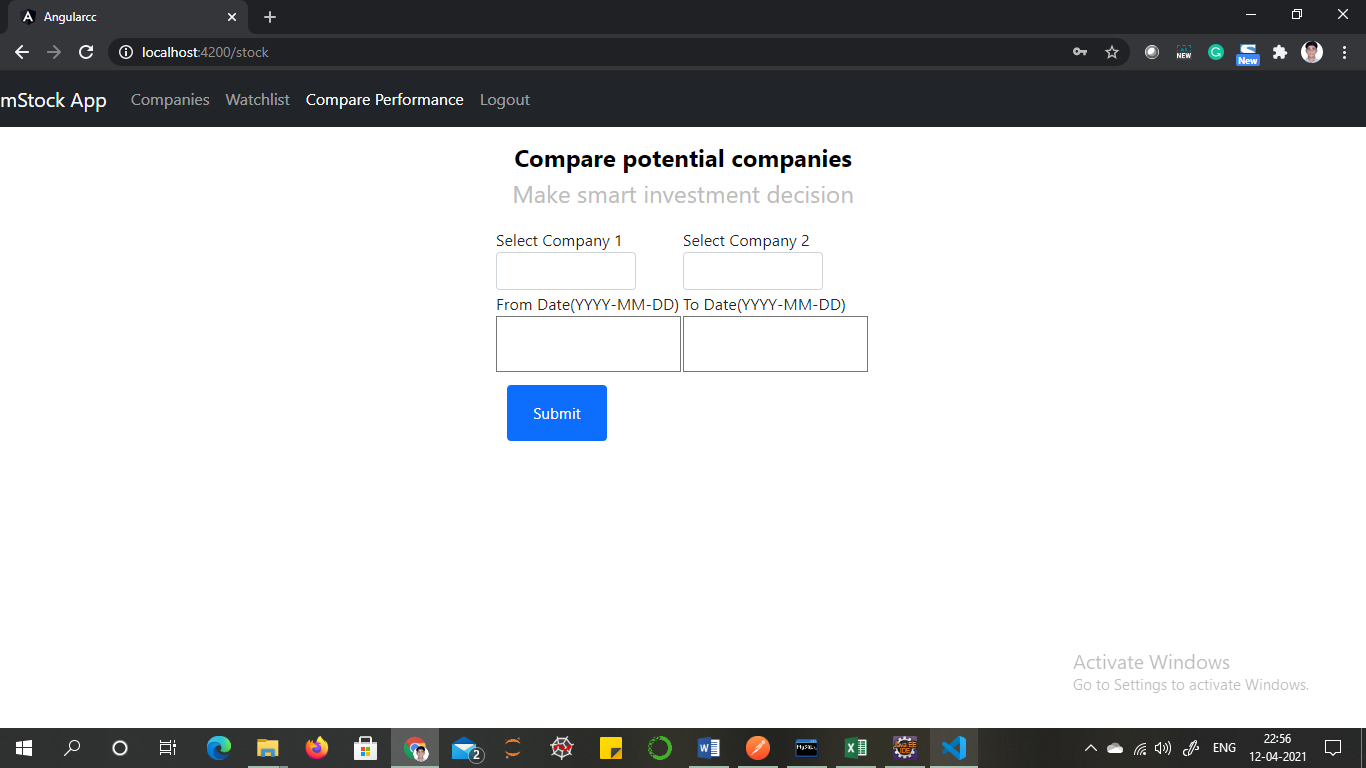 Angularcc
localhost:4200/stock
NEW
New
mStock App Companies Watchlist Compare Performance Logout
Compare potential companies
Make smart investment decision
Select Company 1 Select Company 2
From Date(YYYY-MM-DD) To Date(YYYY-MM-DD)
Submit
Activate Windows
Go to Settings to activate Windows.
2
ENG
22:56
12-04-2021